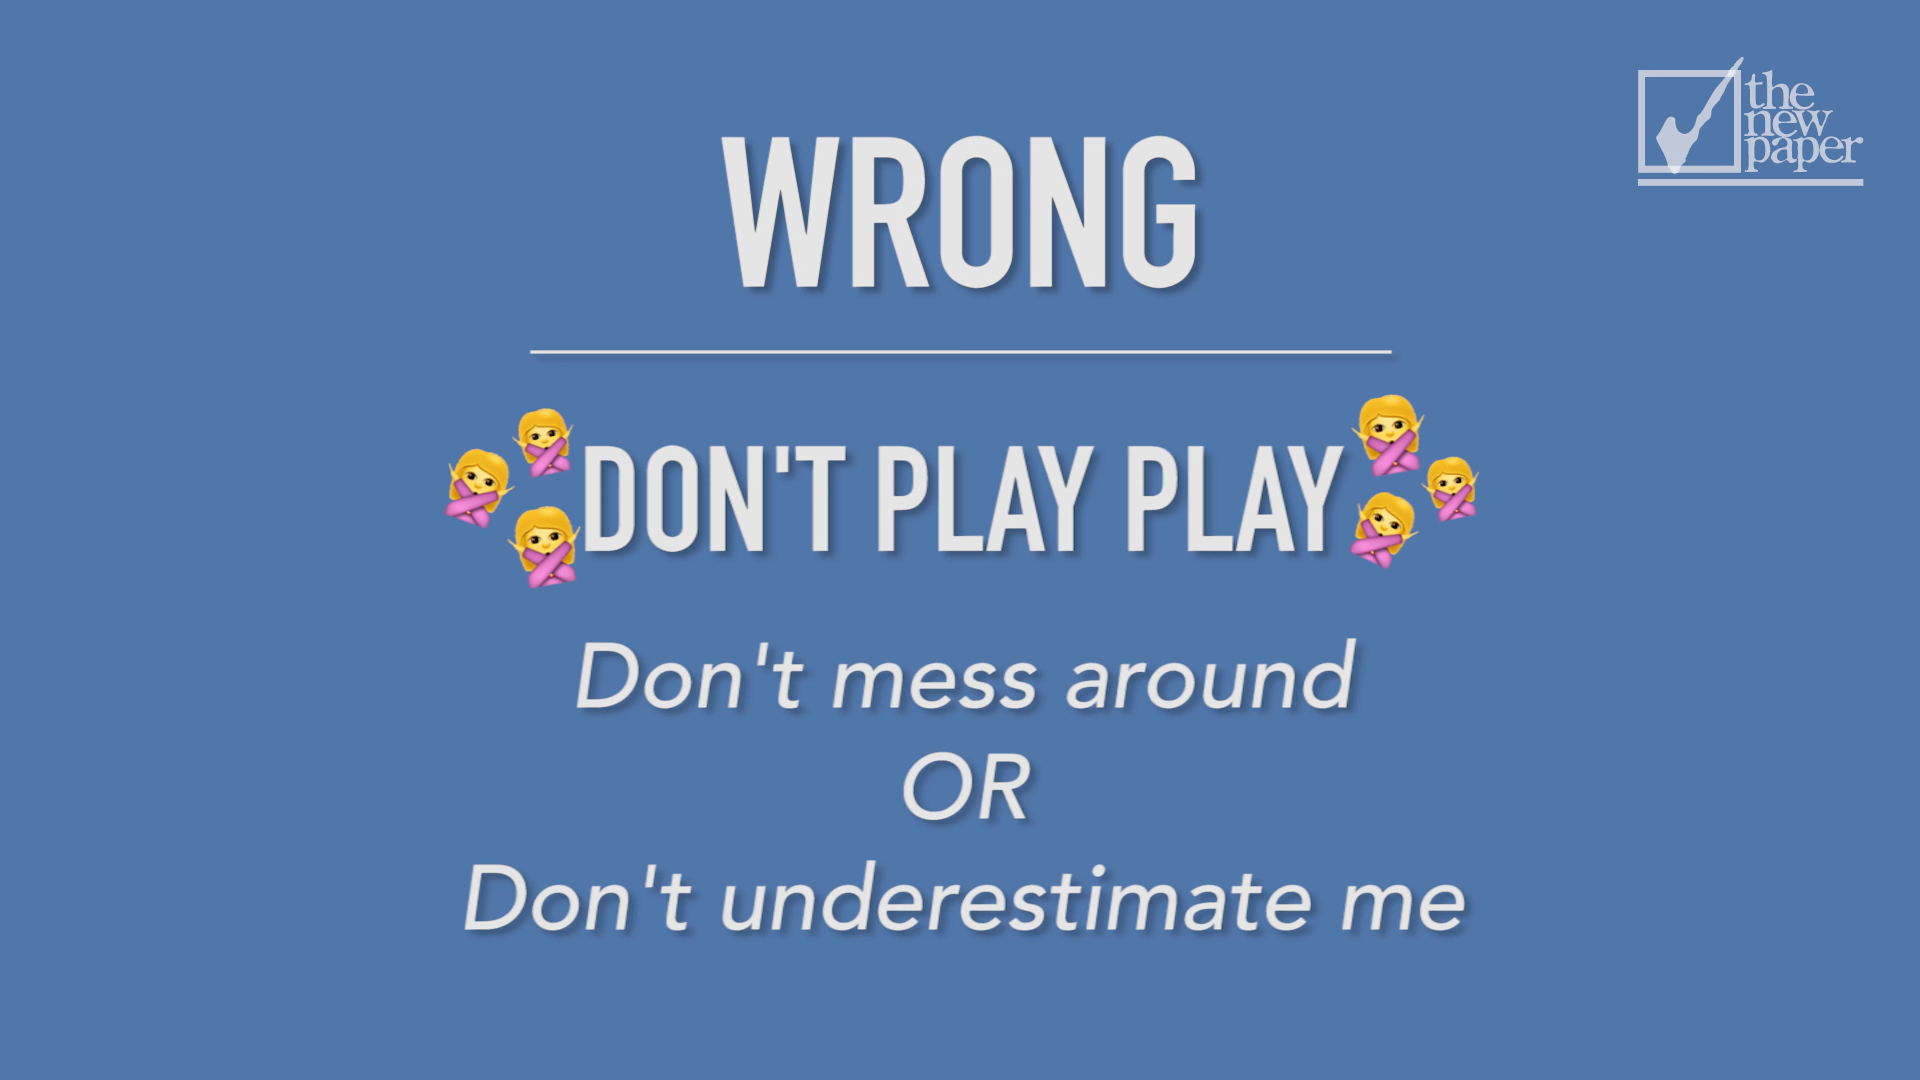 the
new
paper
WRONG
DON'T PLAY PLAY
Don't mess around
OR
Don't underestimate me